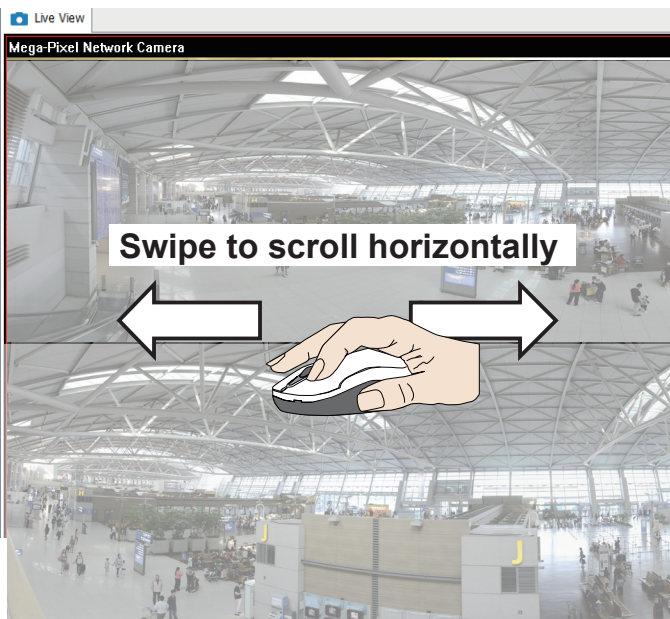 Live View
Mega-Pixel Network Camera
Swipe to scroll horizontally
J
J